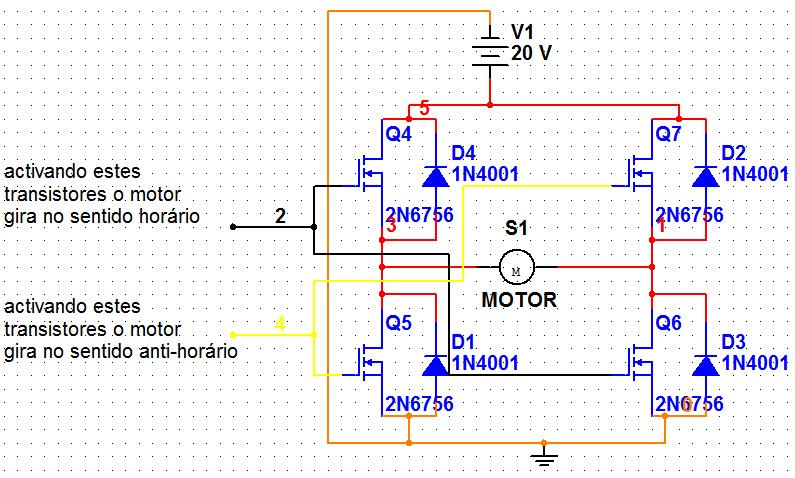 V1
20 V
5
Q4
D4
1N4001
2N6756
3
Q7
D2
1N4001
2N6756
1
activando estes
transistores o motor
gira no sentido horário
2
S1
M
MOTOR
activando estes
transistores o motor
gira no sentido anti-horário
4
Q5
D1
1N4001
2N6756
Q6
D3
1N4001
2N6756
0